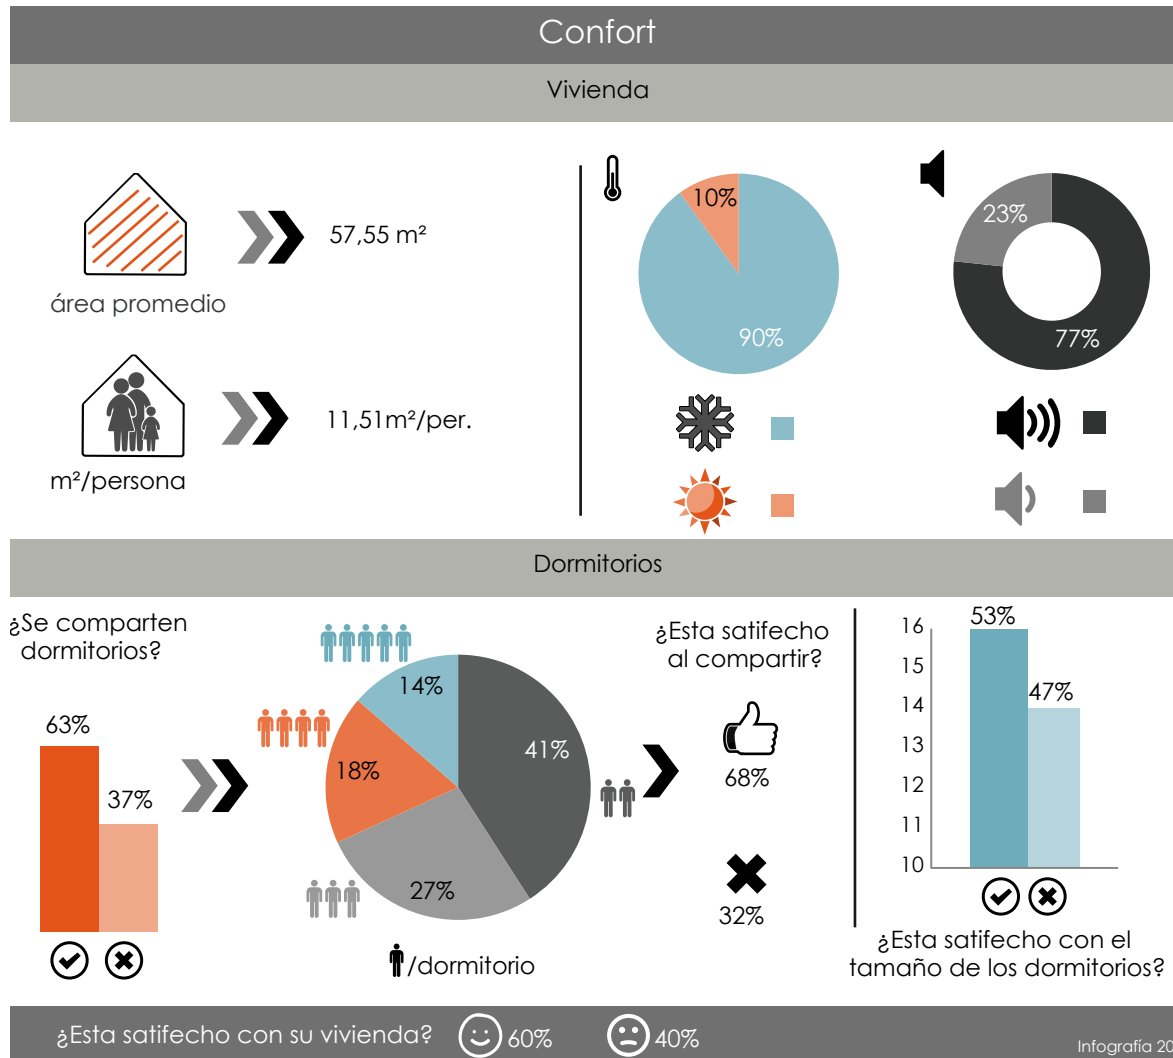 Confort
Vivienda
57,55 m²
área promedio
11,51m²/per.
m²/persona
10%
90%
23%
77%
Dormitorios
¿Se comparten
dormitorios?
63%
37%
14%
41%
18%
27%
/dormitorio
¿Esta satifecho
al compartir?
68%
32%
16
15
14
13
12
11
10
53%
47%
¿Esta satifecho con el
tamaño de los dormitorios?
¿Esta satifecho con su vivienda? 60% 40%
Infografía 20